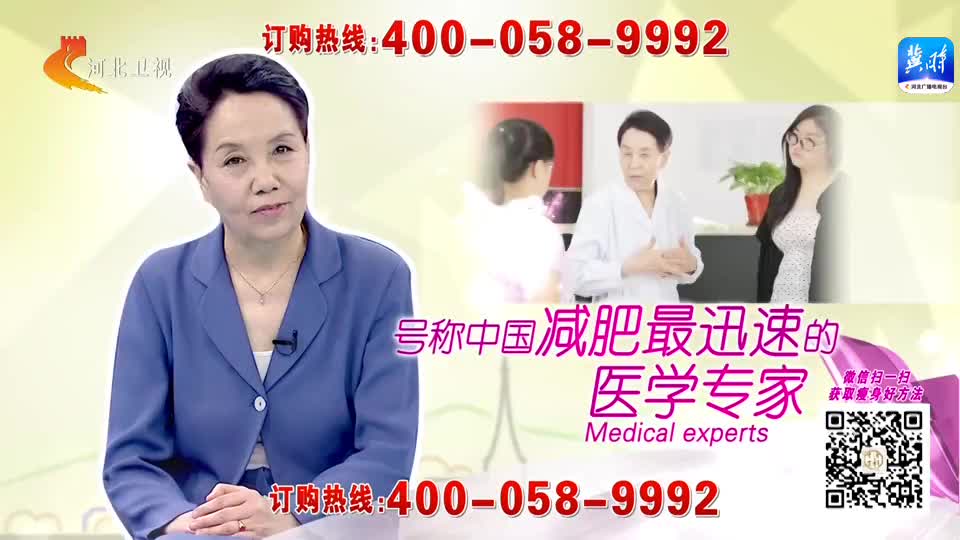 订购热线:400-058-9992
河北卫视
冀时
河北广播电视台
号称中国减肥最迅速的
医学专家
Medical experts
微信扫一扫
获取瘦身好方法
订购热线:400-058-9992